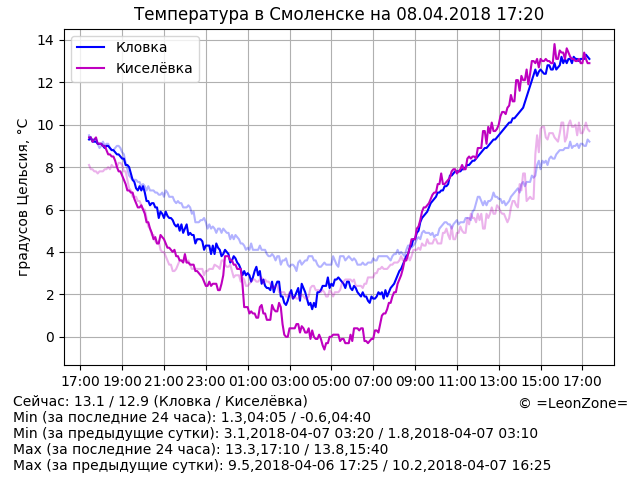 Температура в Смоленске на 08.04.2018 17:20
Кловка
Киселёвка
градусов Цельсия, °C
14
12
10
8
6
4
2
0
17:00 19:00 21:00 23:00 01:00 03:00 05:00 07:00 09:00 11:00 13:00 15:00 17:00
Сейчас: 13.1 / 12.9 (Кловка / Киселёвка)
© =LeonZone=
Min (за последние 24 часа): 1.3,04:05 / -0.6,04:40
Min (за предыдущие сутки): 3.1,2018-04-07 03:20 / 1.8,2018-04-07 03:10
Max (за последние 24 часа): 13.3,17:10 / 13.8,15:40
Max (за предыдущие сутки): 9.5,2018-04-06 17:25 / 10.2,2018-04-07 16:25